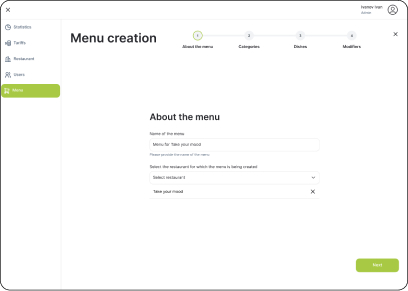 Admin
Statistics
Tariffs
Restaurant
Users
Menu
Menu creation
1
2
3
4
About the menu
Categories
Dishes
Modifiers
About the menu
Name of the menu
Menu for Take your mood
Please provide the name of the menu
Select the restaurant for which the menu is being created
Select restaurant
Take your mood
Next